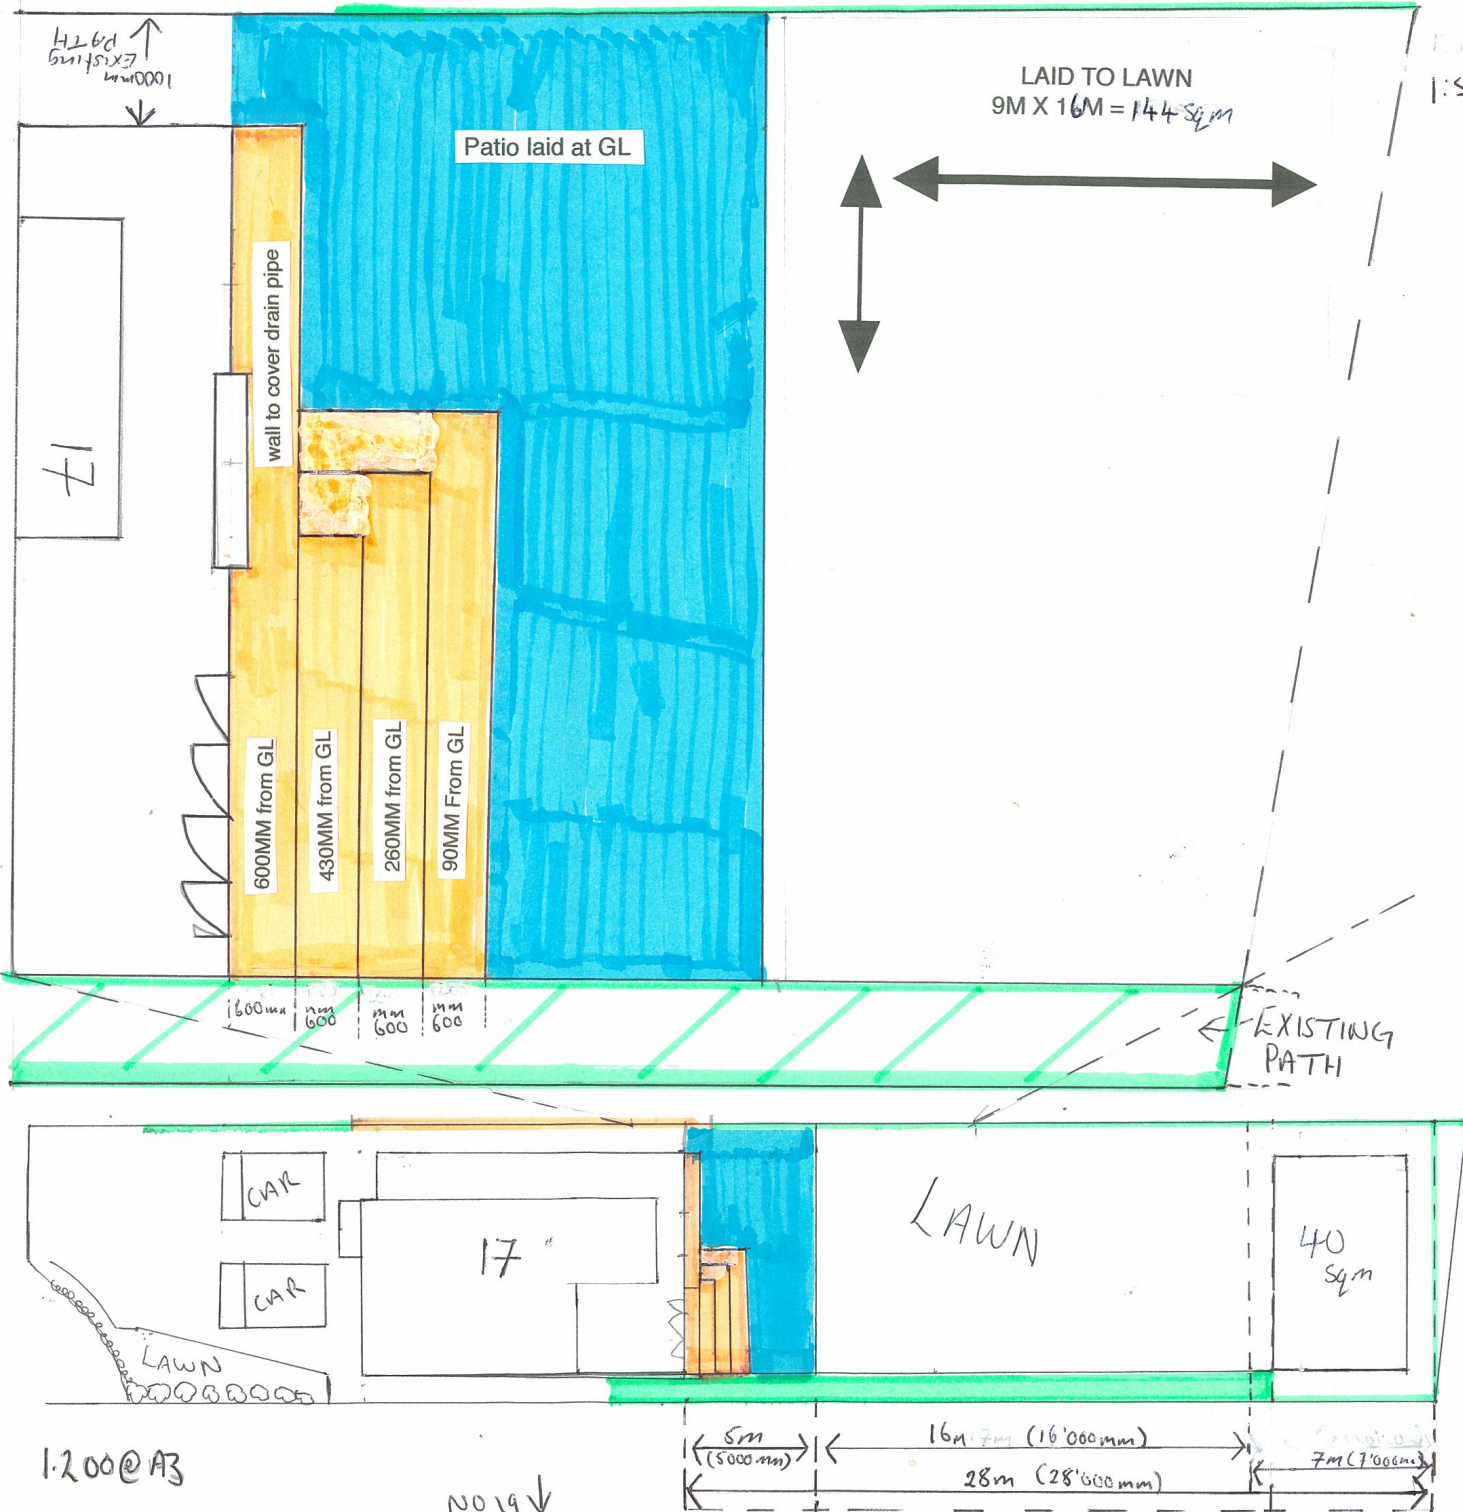 1000mm
EXISTING
PATH
LAID TO LAWN
9M X 16M = 144 sqm
Patio laid at GL
wall to cover drain pipe
17
600MM from GL
430MM from GL
260MM from GL
90MM From GL
600mm
mm
600
mm
600
mm
600
EXISTING
PATH
CAR
CAR
LAWN
17
LAWN
40
sqm
5m
(5000mm)
16m 7m (16'000mm)
7m (7'000mm)
28m (28'000mm)
1.200@A3
NO 19